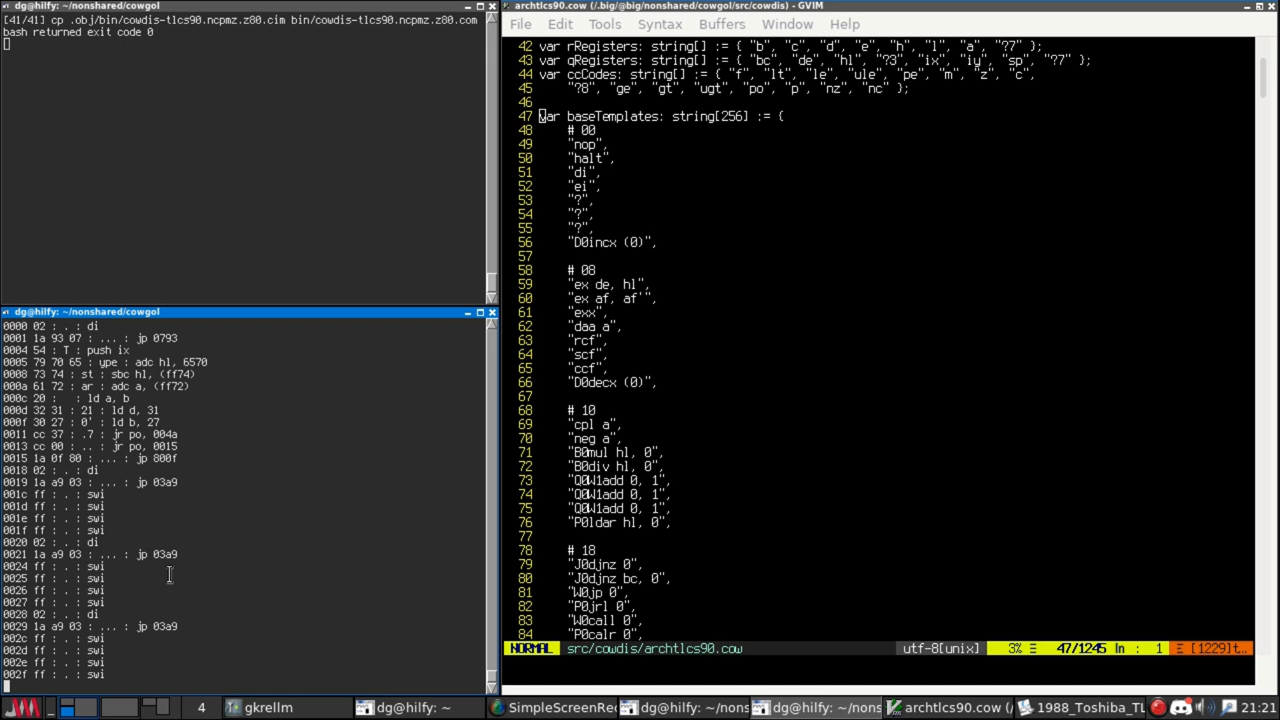 dg@hilfy: ~/nonshared/cowgol
[41/41] cp .obj/bin/cowdis-tlcs90.ncpmz.z80.cim bin/cowdis-tlcs90.ncpmz.z80.com
bash returned exit code 0
dg@hilfy: ~/nonshared/cowgol
0000 02 : . : di
0001 1a 93 07 : ... : jp 0793
0004 54 : T : push ix
0005 79 70 65 : ype : adc hl, 6570
0008 73 74 : st : sbc hl, (ff74)
000a 61 72 : ar : adc a, (ff72)
000c 20 :   : ld a, b
000d 32 31 : 21 : ld d, 31
000f 30 27 : 0' : ld b, 27
0011 cc 37 : .7 : jr po, 004a
0013 cc 00 : .. : jr po, 0015
0015 1a 0f 80 : ... : jp 800f
0018 02 : . : di
0019 1a a9 03 : ... : jp 03a9
001c ff : . : swi
001d ff : . : swi
001e ff : . : swi
001f ff : . : swi
0020 02 : . : di
0021 1a a9 03 : ... : jp 03a9
0024 ff : . : swi
0025 ff : . : swi
0026 ff : . : swi
0027 ff : . : swi
0028 02 : . : di
0029 1a a9 03 : ... : jp 03a9
002c ff : . : swi
002d ff : . : swi
002e ff : . : swi
002f ff : . : swi
archtlcs90.cow (/.big/@big/nonshared/cowgol/src/cowdis) - GVIM
File Edit Tools Syntax Buffers Window Help
42 var rRegisters: string[] := { "b", "c", "d", "e", "h", "l", "a", "?7" };
43 var qRegisters: string[] := { "bc", "de", "hl", "?3", "ix", "iy", "sp", "?7" };
44 var ccCodes: string[] := { "f", "lt", "le", "ule", "pe", "m", "z", "c",
45     "?8", "ge", "gt", "ugt", "po", "p", "nz", "nc" };
46
47 var baseTemplates: string[256] := {
48     # 00
49     "nop",
50     "halt",
51     "di",
52     "ei",
53     "?",
54     "?",
55     "?",
56     "D0incx (0)",
57
58     # 08
59     "ex de, hl",
60     "ex af, af'",
61     "exx",
62     "daa a",
63     "rcf",
64     "scf",
65     "ccf",
66     "D0decx (0)",
67
68     # 10
69     "cpl a",
70     "neg a",
71     "B0mul hl, 0",
72     "B0div hl, 0",
73     "Q0W1add 0, 1",
74     "Q0W1add 0, 1",
75     "Q0W1add 0, 1",
76     "P0ldar hl, 0",
77
78     # 18
79     "J0djnz 0",
80     "J0djnz bc, 0",
81     "W0jp 0",
82     "P0jrl 0",
83     "W0call 0",
84     "P0calr 0",
NORMAL src/cowdis/archtlcs90.cow utf-8[unix] 3% Ξ 47/1245 ln : 1 Ξ [1229]t…
4 gkrellm dg@hilfy: ~ SimpleScreenRec dg@hilfy: ~/nons dg@hilfy: ~/nons archtlcs90.cow (/ 1988_Toshiba_TL 21:21